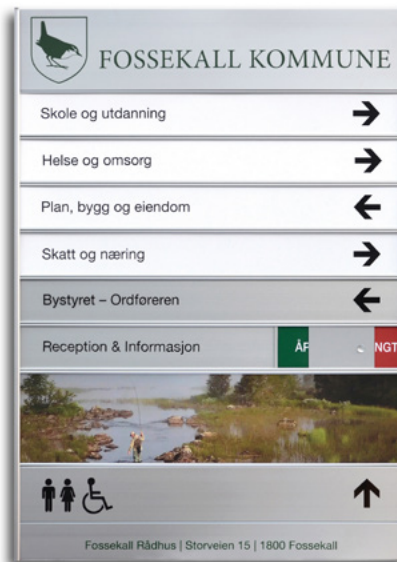 FOSSEKALL KOMMUNE
Skole og utdanning
Helse og omsorg
Plan, bygg og eiendom
Skatt og næring
Bystyret – Ordføreren
Reception & Informasjon
Fossekall Rådhus | Storveien 15 | 1800 Fossekall